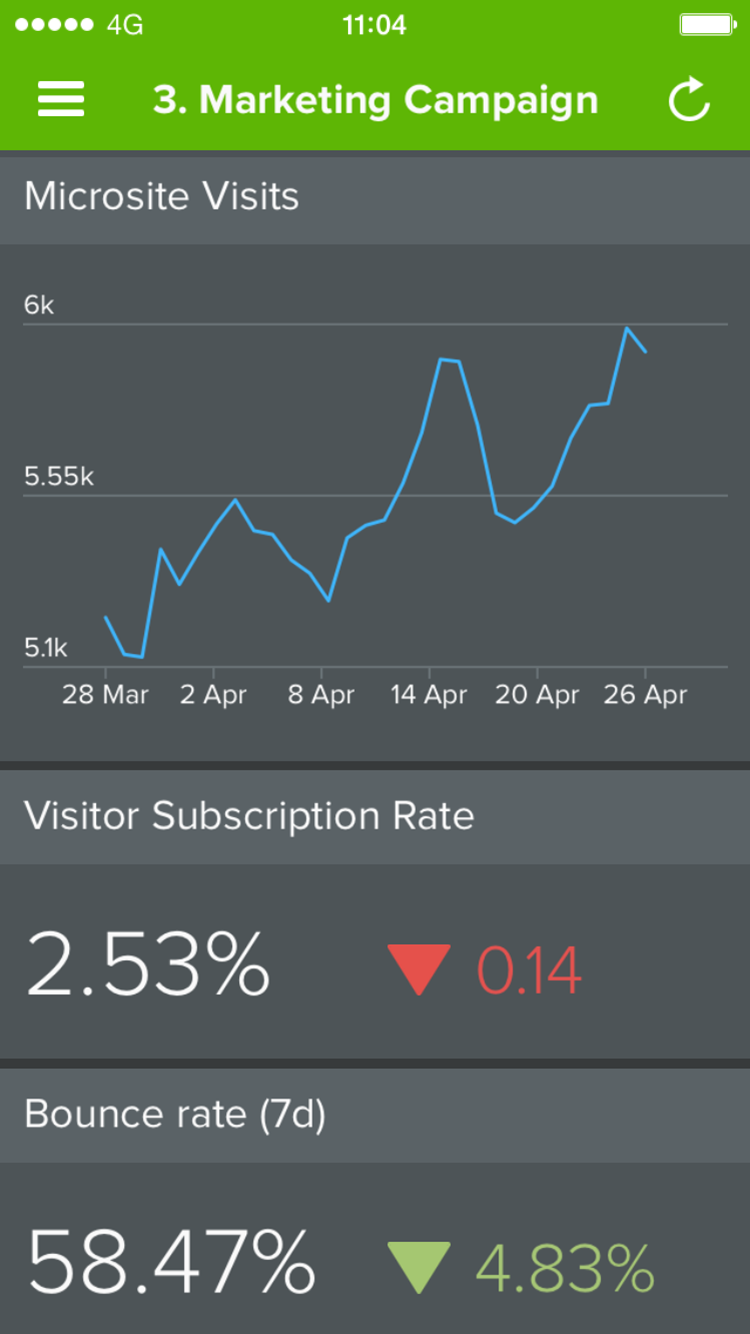 4G 11:04
3. Marketing Campaign
Microsite Visits
6k
5.55k
5.1k
28 Mar 2 Apr 8 Apr 14 Apr 20 Apr 26 Apr
Visitor Subscription Rate
2.53% 0.14
Bounce rate (7d)
58.47% 4.83%